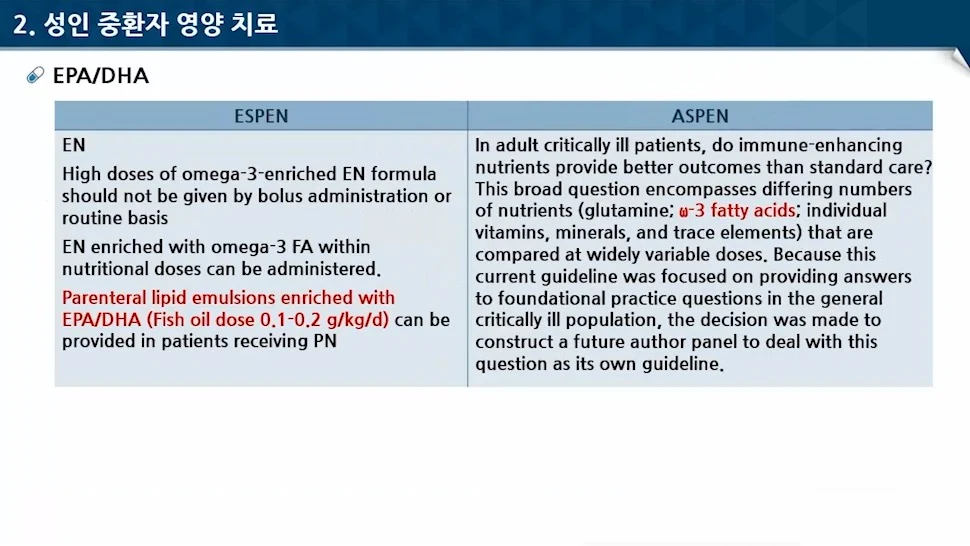 2. 성인 중환자 영양 치료
EPA/DHA
ESPEN
EN
High doses of omega-3-enriched EN formula
should not be given by bolus administration or
routine basis
EN enriched with omega-3 FA within
nutritional doses can be administered.
Parenteral lipid emulsions enriched with
EPA/DHA (Fish oil dose 0.1-0.2 g/kg/d) can be
provided in patients receiving PN
ASPEN
In adult critically ill patients, do immune-enhancing
nutrients provide better outcomes than standard care?
This broad question encompasses differing numbers
of nutrients (glutamine; ω-3 fatty acids; individual
vitamins, minerals, and trace elements) that are
compared at widely variable doses. Because this
current guideline was focused on providing answers
to foundational practice questions in the general
critically ill population, the decision was made to
construct a future author panel to deal with this
question as its own guideline.